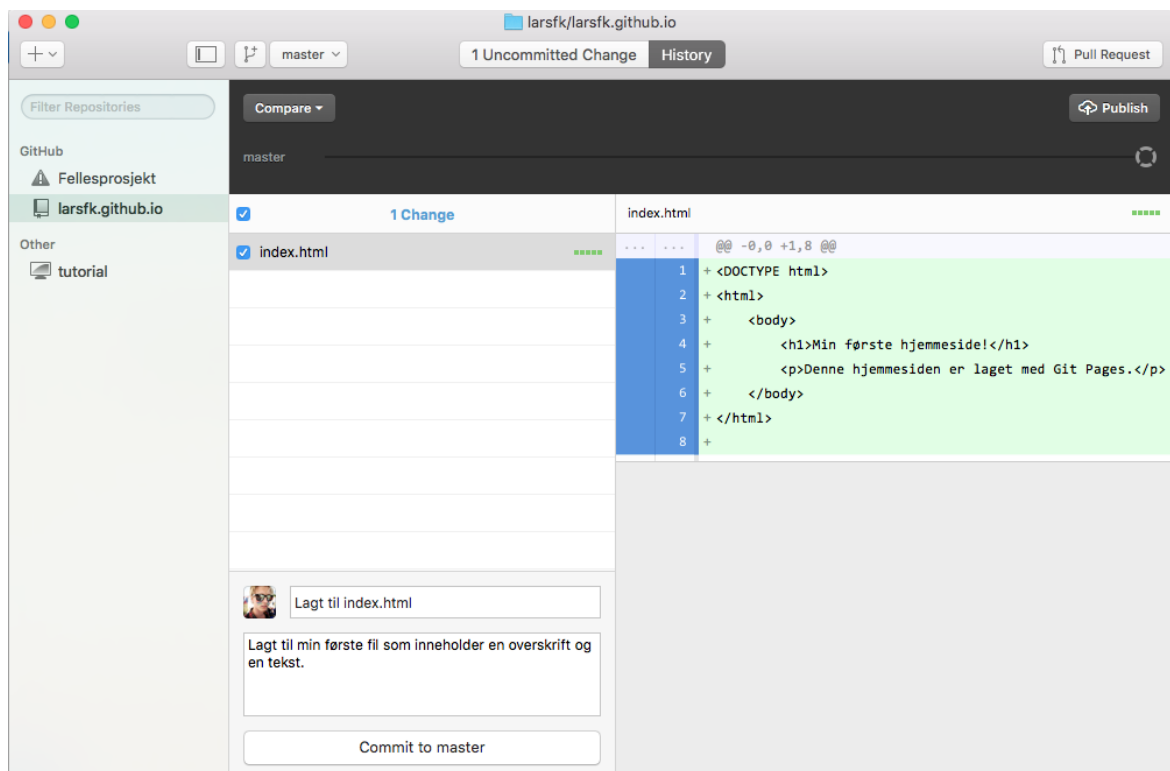 larsfk/larsfk.github.io
master
1 Uncommitted Change
History
Pull Request
Filter Repositories
GitHub
Fellesprosjekt
larsfk.github.io
Other
tutorial
Compare
Publish
master
1 Change
index.html
index.html
... ... @@ -0,0 +1,8 @@
1 + <DOCTYPE html>
2 + <html>
3 +     <body>
4 +         <h1>Min første hjemmeside!</h1>
5 +         <p>Denne hjemmesiden er laget med Git Pages.</p>
6 +     </body>
7 + </html>
8 +
Lagt til index.html
Lagt til min første fil som inneholder en overskrift og
en tekst.
Commit to master